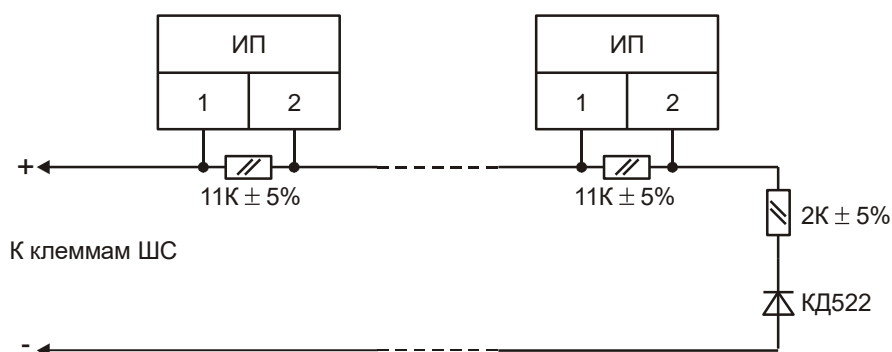 ИП ИП
1 2 1 2
+
11К ± 5% 11К ± 5%
2К ± 5%
К клеммам ШС
КД522
-